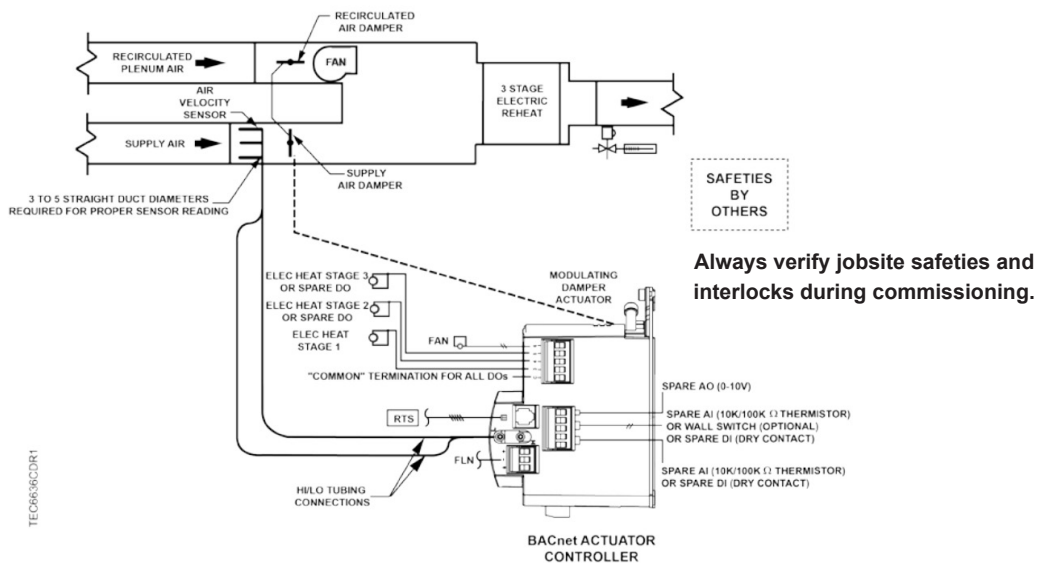 RECIRCULATED
AIR DAMPER
RECIRCULATED
PLENUM AIR
FAN
AIR
VELOCITY
SENSOR
3 STAGE
ELECTRIC
REHEAT
SUPPLY AIR
SUPPLY
AIR DAMPER
3 TO 5 STRAIGHT DUCT DIAMETERS
REQUIRED FOR PROPER SENSOR READING
SAFETIES
BY
OTHERS
Always verify jobsite safeties and
interlocks during commissioning.
ELEC HEAT STAGE 3
OR SPARE DO
ELEC HEAT STAGE 2
OR SPARE DO
ELEC HEAT
STAGE 1
MODULATING
DAMPER
ACTUATOR
FAN
"COMMON" TERMINATION FOR ALL DOs
RTS
FLN
HI/LO TUBING
CONNECTIONS
SPARE AO (0-10V)
SPARE AI (10K/100K Ω THERMISTOR)
OR WALL SWITCH (OPTIONAL)
OR SPARE DI (DRY CONTACT)
SPARE AI (10K/100K Ω THERMISTOR)
OR SPARE DI (DRY CONTACT)
BACnet ACTUATOR
CONTROLLER
TEC6636CDR1